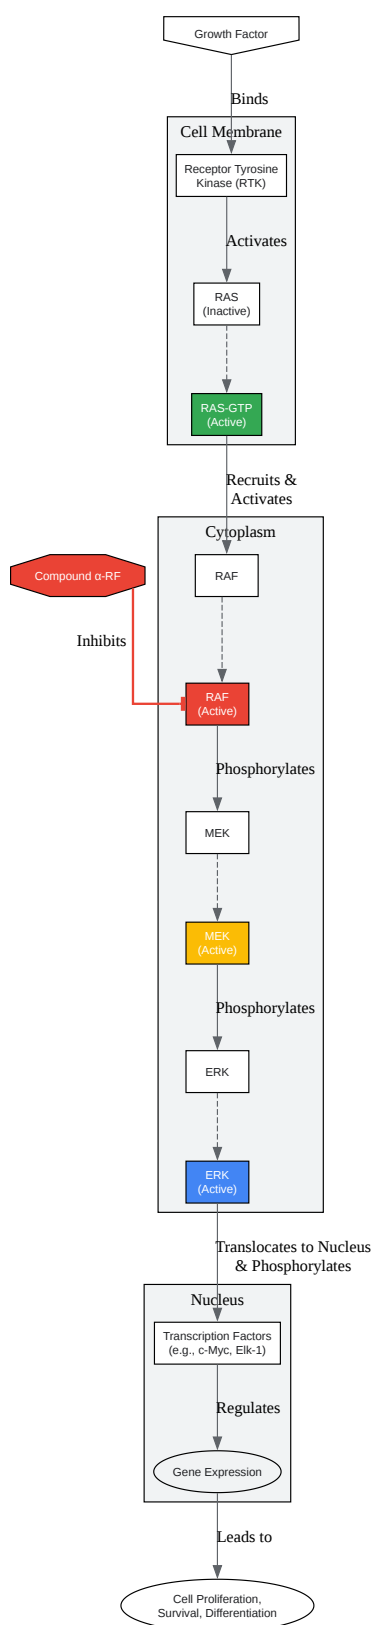 Growth Factor
Binds
Cell Membrane
Receptor Tyrosine
Kinase (RTK)
Activates
RAS
(Inactive)
RAS-GTP
(Active)
Recruits &
Activates
Cytoplasm
Compound α-RF
RAF
Inhibits
RAF
(Active)
Phosphorylates
MEK
MEK
(Active)
Phosphorylates
ERK
ERK
(Active)
Translocates to Nucleus
& Phosphorylates
Nucleus
Transcription Factors
(e.g., c-Myc, Elk-1)
Regulates
Gene Expression
Leads to
Cell Proliferation,
Survival, Differentiation